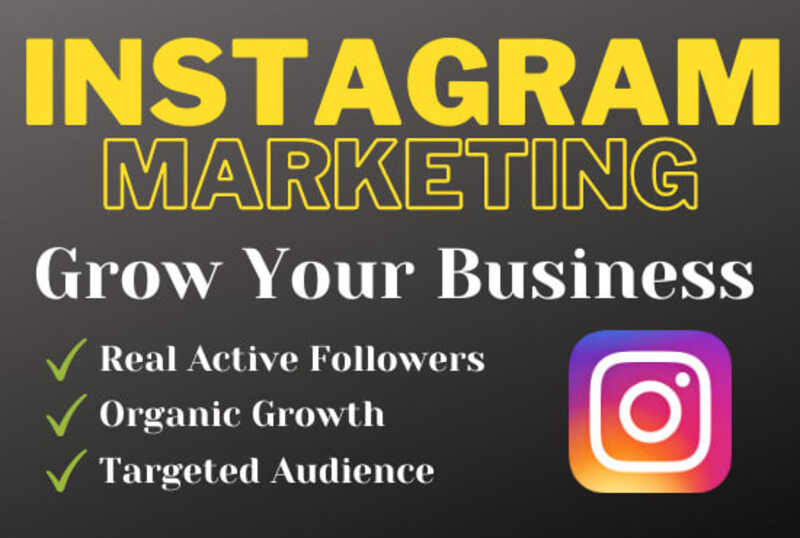 INSTAGRAM
MARKETING
Grow Your Business
Real Active Followers
Organic Growth
Targeted Audience